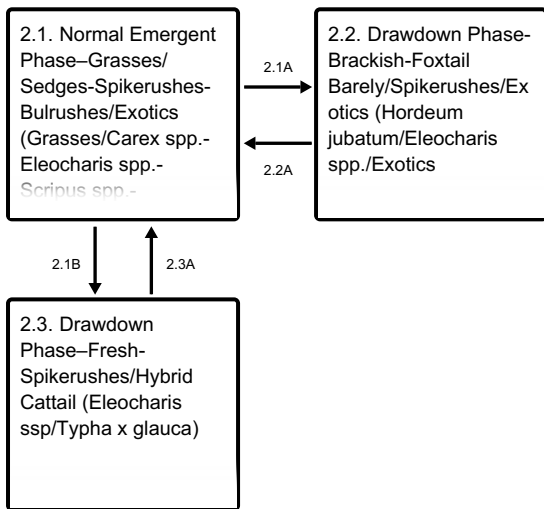 2.1. Normal Emergent
Phase–Grasses/
Sedges-Spikerushes-
Bulrushes/Exotics
(Grasses/Carex spp.-
Eleocharis spp.-
Scripus spp.-
2.1A
2.2A
2.2. Drawdown Phase-
Brackish-Foxtail
Barely/Spikerushes/Ex
otics (Hordeum
jubatum/Eleocharis
spp./Exotics
2.1B
2.3A
2.3. Drawdown
Phase–Fresh-
Spikerushes/Hybrid
Cattail (Eleocharis
ssp/Typha x glauca)